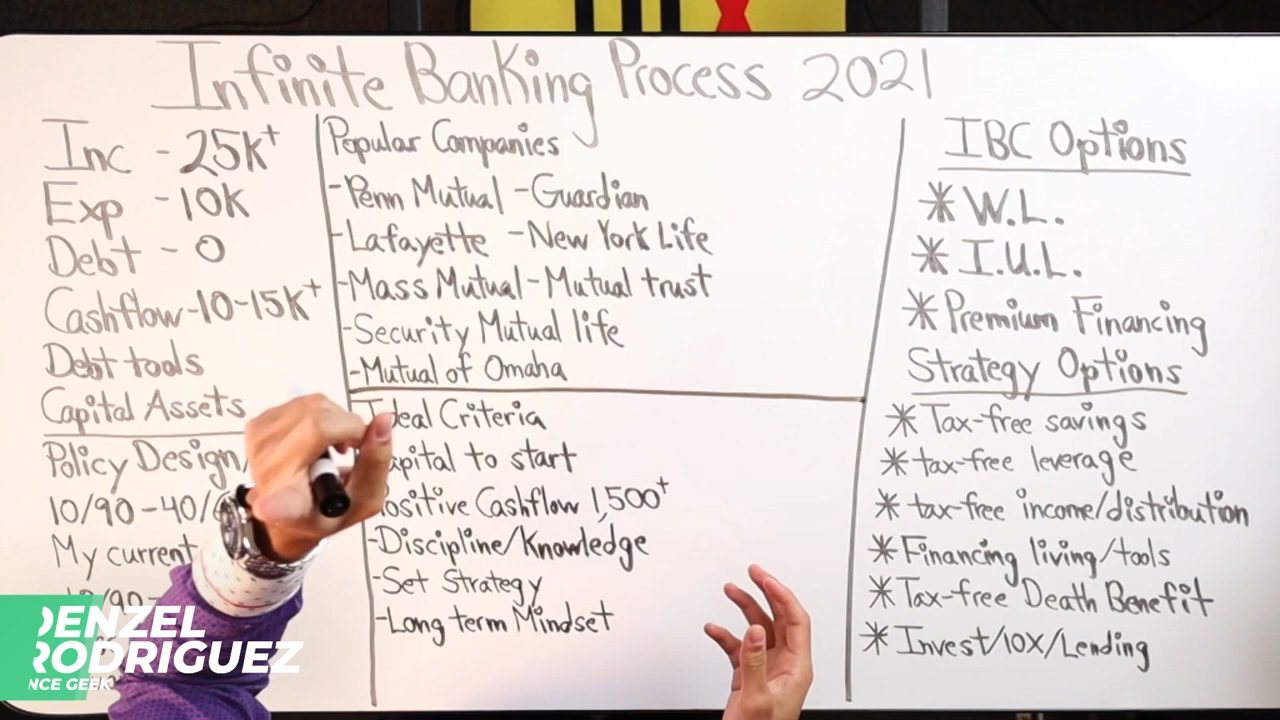 Infinite Banking Process 2021
Inc - 25K+
Exp - 10K
Debt - 0
Cashflow-10-15K+
Debt tools
Capital Assets
Policy Design
10/90-40/
My current
/90-
Popular Companies
-Penn Mutual -Guardian
-Lafayette -New York Life
-Mass Mutual-Mutual trust
-Security Mutual life
-Mutual of Omaha
Ideal Criteria
apital to start
Positive Cashflow 1,500+
-Discipline/Knowledge
-Set Strategy
-Long term Mindset
IBC Options
* W.L.
* I.U.L.
* Premium Financing
Strategy Options
* Tax-free savings
* tax-free leverage
* tax-free income/distribution
* Financing living/tools
* Tax-free Death Benefit
* Invest/10X/Lending
DENZEL
RODRIGUEZ
NCE GEEK